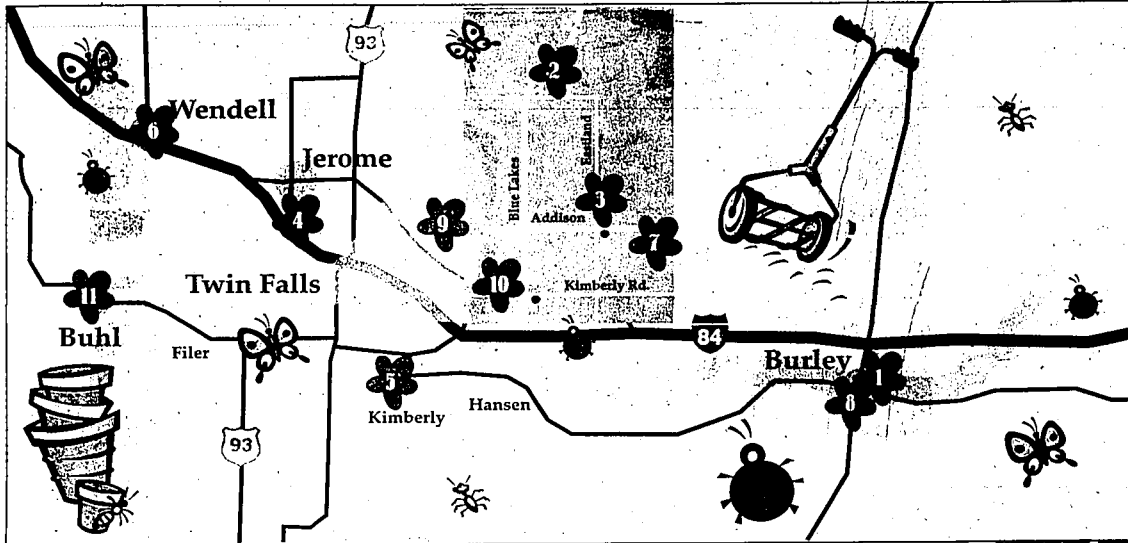 93
2
Wendell
6
Eastland
Jerome
Blue Lakes
3
4
Addison
9
7
Twin Falls
10
Kimberly Rd.
11
Buhl
84
Filer
Burley
5
1
Hansen
8
Kimberly
93